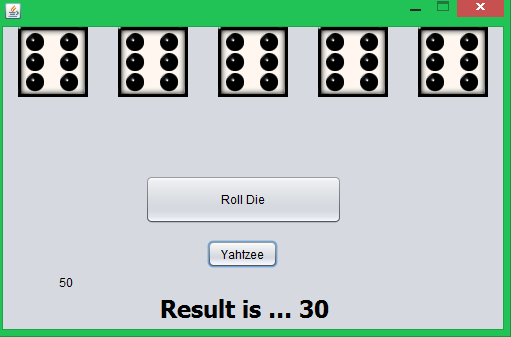 Roll Die
Yahtzee
50
Result is ... 30